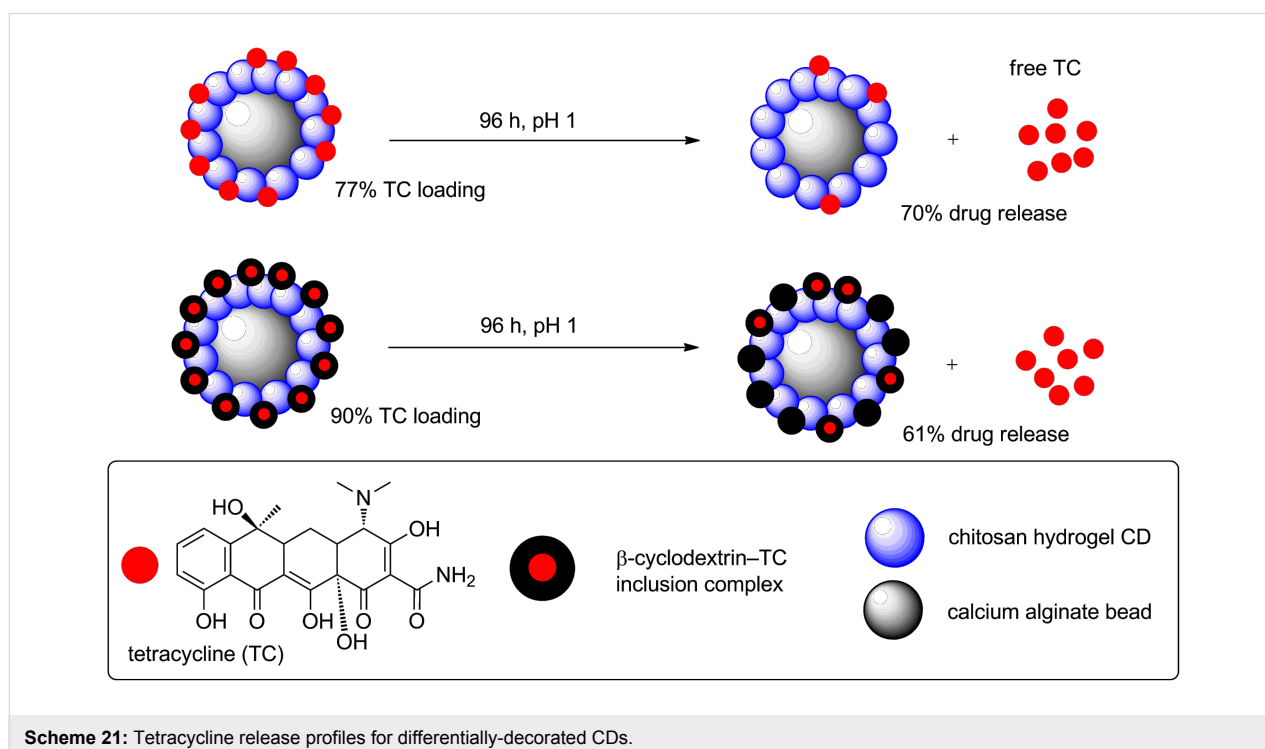 free TC
96 h, pH 1
+
77% TC loading
70% drug release
96 h, pH 1
+
90% TC loading
61% drug release
N
HO
OH
NH₂
OH
O
OH
O
O
OH
tetracycline (TC)
β-cyclodextrin–TC
inclusion complex
chitosan hydrogel CD
calcium alginate bead
Scheme 21: Tetracycline release profiles for differentially-decorated CDs.